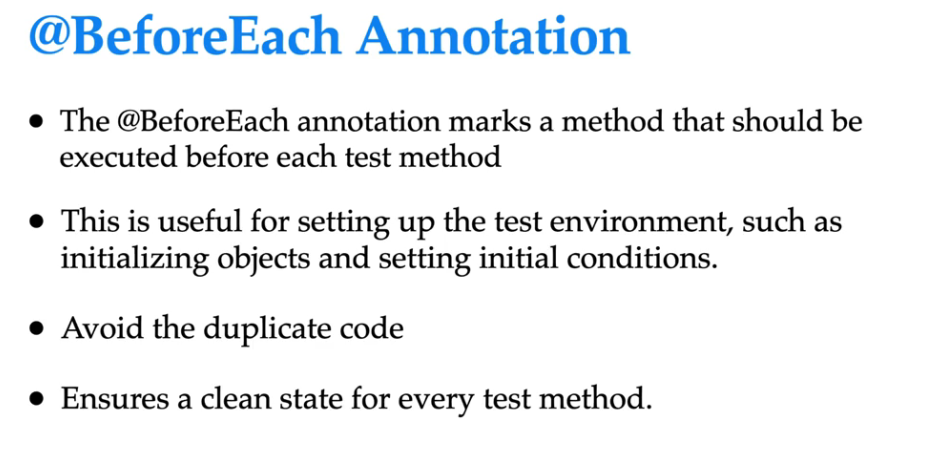 @BeforeEach Annotation
• The @BeforeEach annotation marks a method that should be
executed before each test method
• This is useful for setting up the test environment, such as
initializing objects and setting initial conditions.
• Avoid the duplicate code
• Ensures a clean state for every test method.